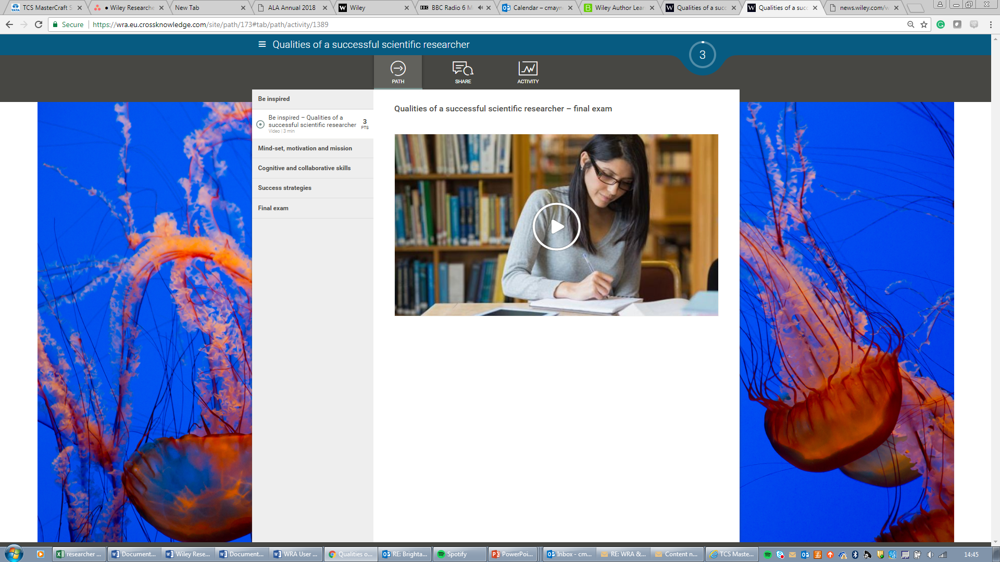 TCS MasterCraft S
● Wiley Researche
New Tab
ALA Annual 2018
Wiley
BBC Radio 6 M
Calendar – cmayn
Wiley Author Lear
Qualities of a succ
Qualities of a succ
news.wiley.com/w
Secure
https://wra.eu.crossknowledge.com/site/path/173#tab/path/activity/1389
Qualities of a successful scientific researcher
3
PATH
SHARE
ACTIVITY
Be inspired
Be inspired – Qualities of a
successful scientific researcher
3
PTS
Video | 3 min
Mind-set, motivation and mission
Cognitive and collaborative skills
Success strategies
Final exam
Qualities of a successful scientific researcher – final exam
researcher ...
Document...
Wiley Rese...
Document...
WRA User ...
Qualities o...
RE: Brighta...
Spotify
PowerPoi...
Inbox - cm...
RE: WRA &...
Content n...
TCS Maste...
14:45